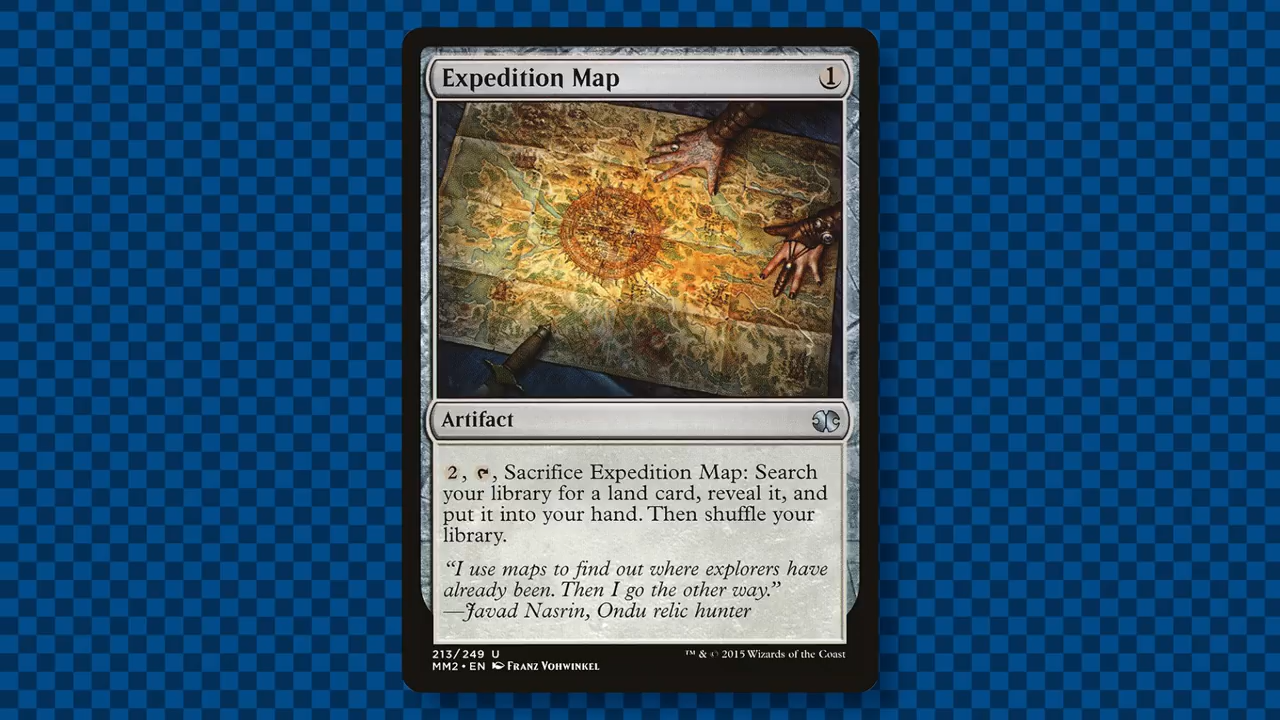 Expedition Map 1
Artifact
2, , Sacrifice Expedition Map: Search
your library for a land card, reveal it, and
put it into your hand. Then shuffle your
library.
“I use maps to find out where explorers have
already been. Then I go the other way.”
—Javad Nasrin, Ondu relic hunter
213/249 U
™ & © 2015 Wizards of the Coast
MM2 • EN Franz Vohwinkel